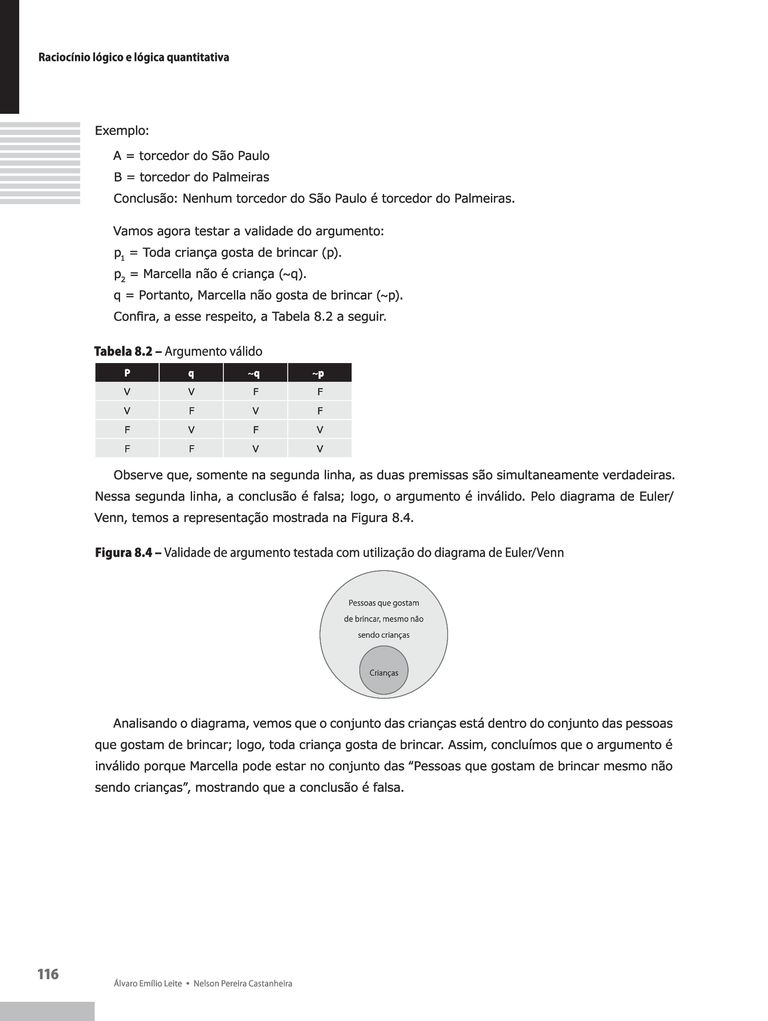 Raciocínio lógico e lógica quantitativa
Exemplo:
A = torcedor do São Paulo
B = torcedor do Palmeiras
Conclusão: Nenhum torcedor do São Paulo é torcedor do Palmeiras.
Vamos agora testar a validade do argumento:
p1 = Toda criança gosta de brincar (p).
p2 = Marcella não é criança (~q).
q = Portanto, Marcella não gosta de brincar (~p).
Confira, a esse respeito, a Tabela 8.2 a seguir.
Tabela 8.2 – Argumento válido
P q ~q ~p
V V F F
V F V F
F V F V
F F V V
Observe que, somente na segunda linha, as duas premissas são simultaneamente verdadeiras.
Nessa segunda linha, a conclusão é falsa; logo, o argumento é inválido. Pelo diagrama de Euler/
Venn, temos a representação mostrada na Figura 8.4.
Figura 8.4 – Validade de argumento testada com utilização do diagrama de Euler/Venn
Pessoas que gostam
de brincar, mesmo não
sendo crianças
Crianças
Analisando o diagrama, vemos que o conjunto das crianças está dentro do conjunto das pessoas
que gostam de brincar; logo, toda criança gosta de brincar. Assim, concluímos que o argumento é
inválido porque Marcella pode estar no conjunto das “Pessoas que gostam de brincar mesmo não
sendo crianças”, mostrando que a conclusão é falsa.
116
Álvaro Emílio Leite • Nelson Pereira Castanheira